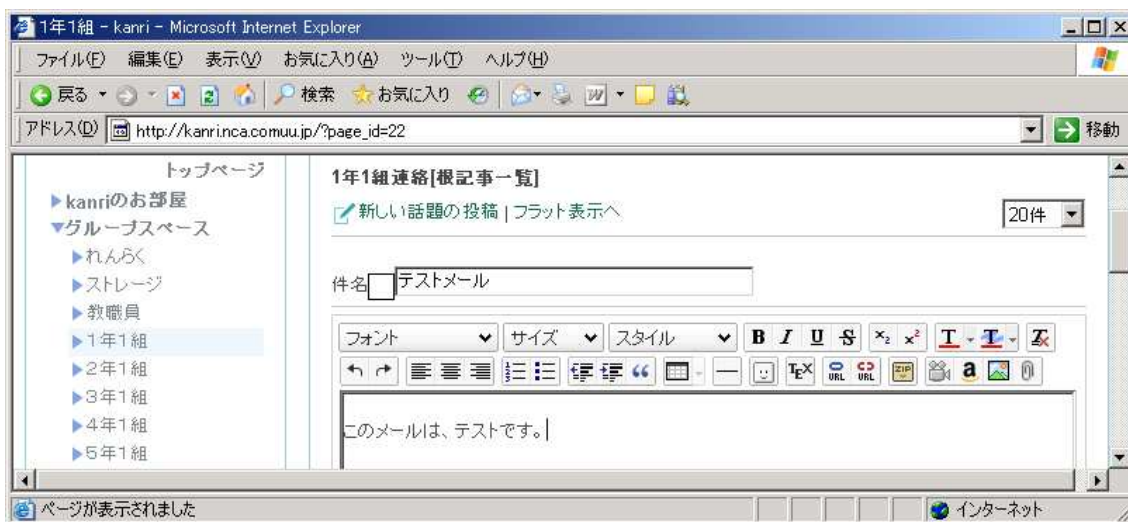 1年1組 - kanri - Microsoft Internet Explorer
ファイル(F) 編集(E) 表示(V) お気に入り(A) ツール(T) ヘルプ(H)
戻る 検索 お気に入り
アドレス(D) http://kanri.nca.comuu.jp/?page_id=22 移動
トップページ
kanriのお部屋
グループスペース
れんらく
ストレージ
教職員
1年1組
2年1組
3年1組
4年1組
5年1組
1年1組連絡[根記事一覧]
新しい話題の投稿 | フラット表示へ 20件
件名 テストメール
フォント サイズ スタイル B I U S ×₂ ×² T T
TEX URL URL ZIP a
このメールは、テストです。
ページが表示されました インターネット